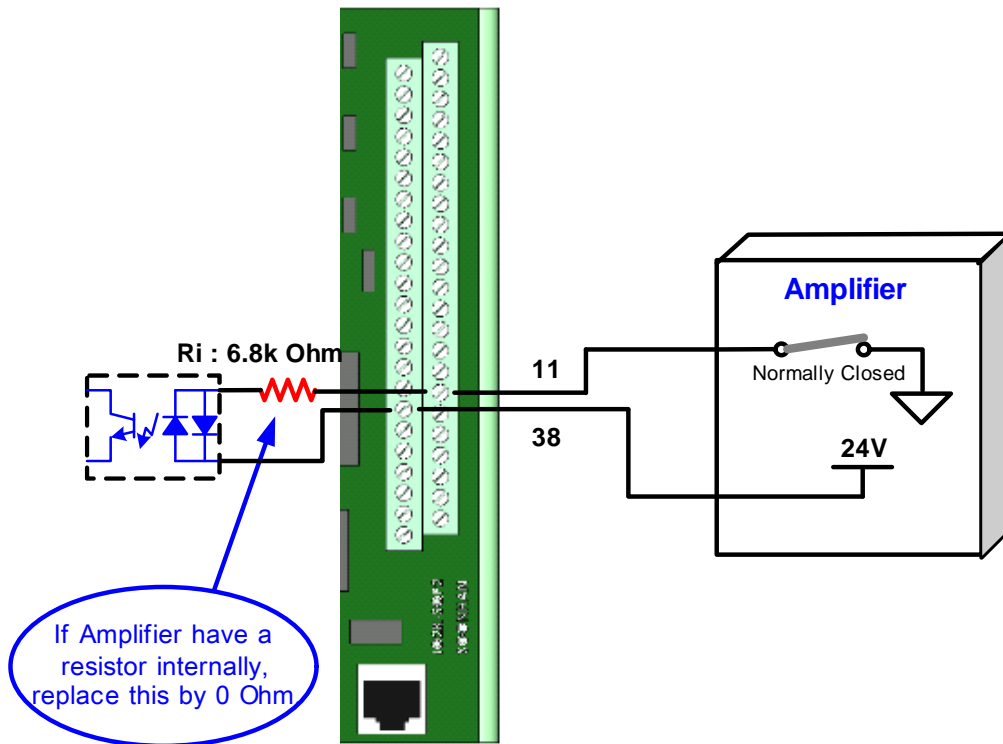 Amplifier
Ri : 6.8k Ohm
11
Normally Closed
38
24V
If Amplifier have a
resistor internally,
replace this by 0 Ohm